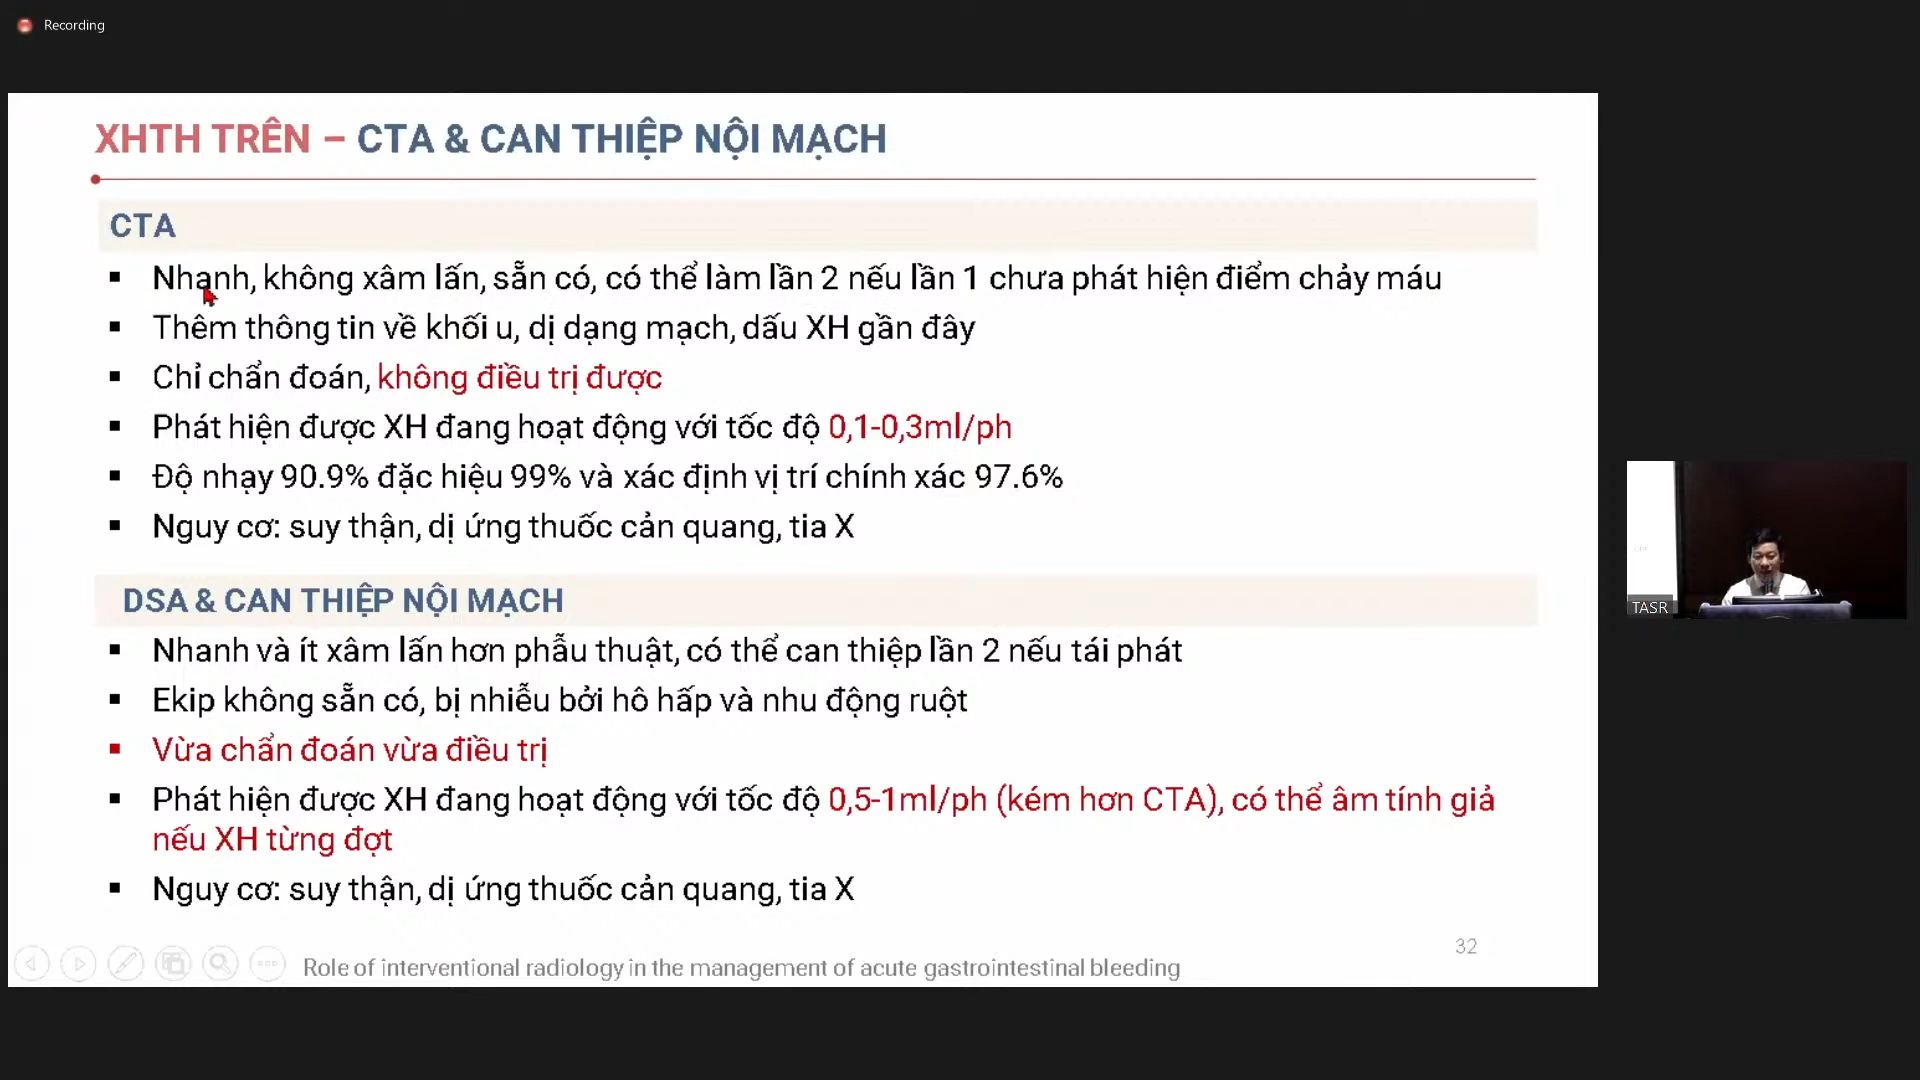 Recording
XHTH TRÊN – CTA & CAN THIỆP NỘI MẠCH
CTA
▪ Nhanh, không xâm lấn, sẵn có, có thể làm lần 2 nếu lần 1 chưa phát hiện điểm chảy máu
▪ Thêm thông tin về khối u, dị dạng mạch, dấu XH gần đây
▪ Chỉ chẩn đoán, không điều trị được
▪ Phát hiện được XH đang hoạt động với tốc độ 0,1-0,3ml/ph
▪ Độ nhạy 90.9% đặc hiệu 99% và xác định vị trí chính xác 97.6%
▪ Nguy cơ: suy thận, dị ứng thuốc cản quang, tia X
DSA & CAN THIỆP NỘI MẠCH
▪ Nhanh và ít xâm lấn hơn phẫu thuật, có thể can thiệp lần 2 nếu tái phát
▪ Ekip không sẵn có, bị nhiễu bởi hô hấp và nhu động ruột
▪ Vừa chẩn đoán vừa điều trị
▪ Phát hiện được XH đang hoạt động với tốc độ 0,5-1ml/ph (kém hơn CTA), có thể âm tính giả
nếu XH từng đợt
▪ Nguy cơ: suy thận, dị ứng thuốc cản quang, tia X
32
Role of interventional radiology in the management of acute gastrointestinal bleeding
TASR